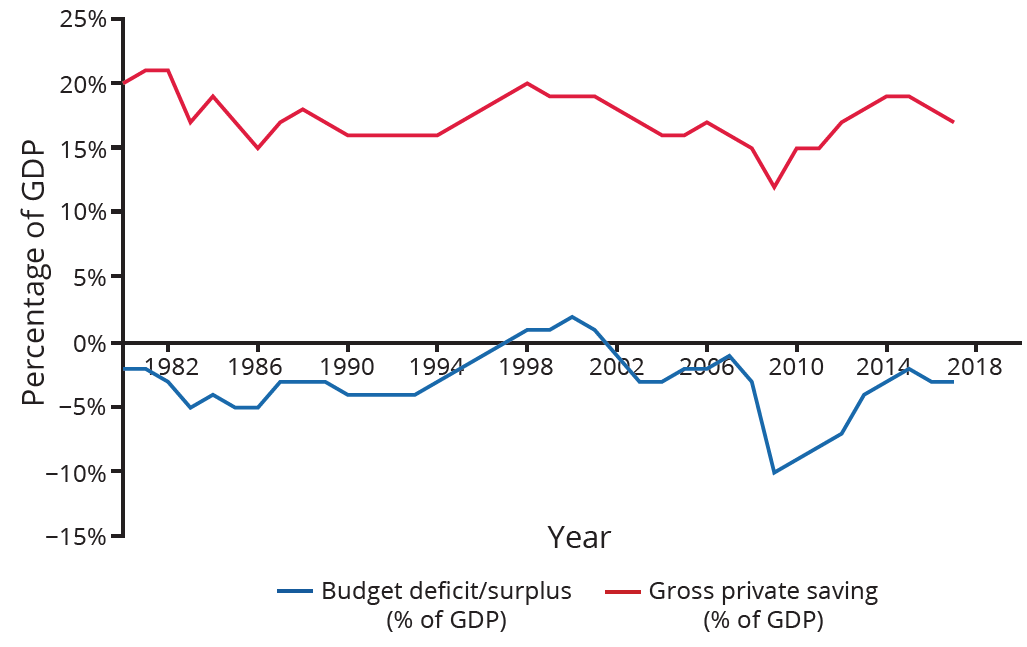 25%
20%
15%
10%
5%
0%
−5%
−10%
−15%
Percentage of GDP
1982 1986 1990 1994 1998 2002 2006 2010 2014 2018
Year
Budget deficit/surplus
(% of GDP)
Gross private saving
(% of GDP)